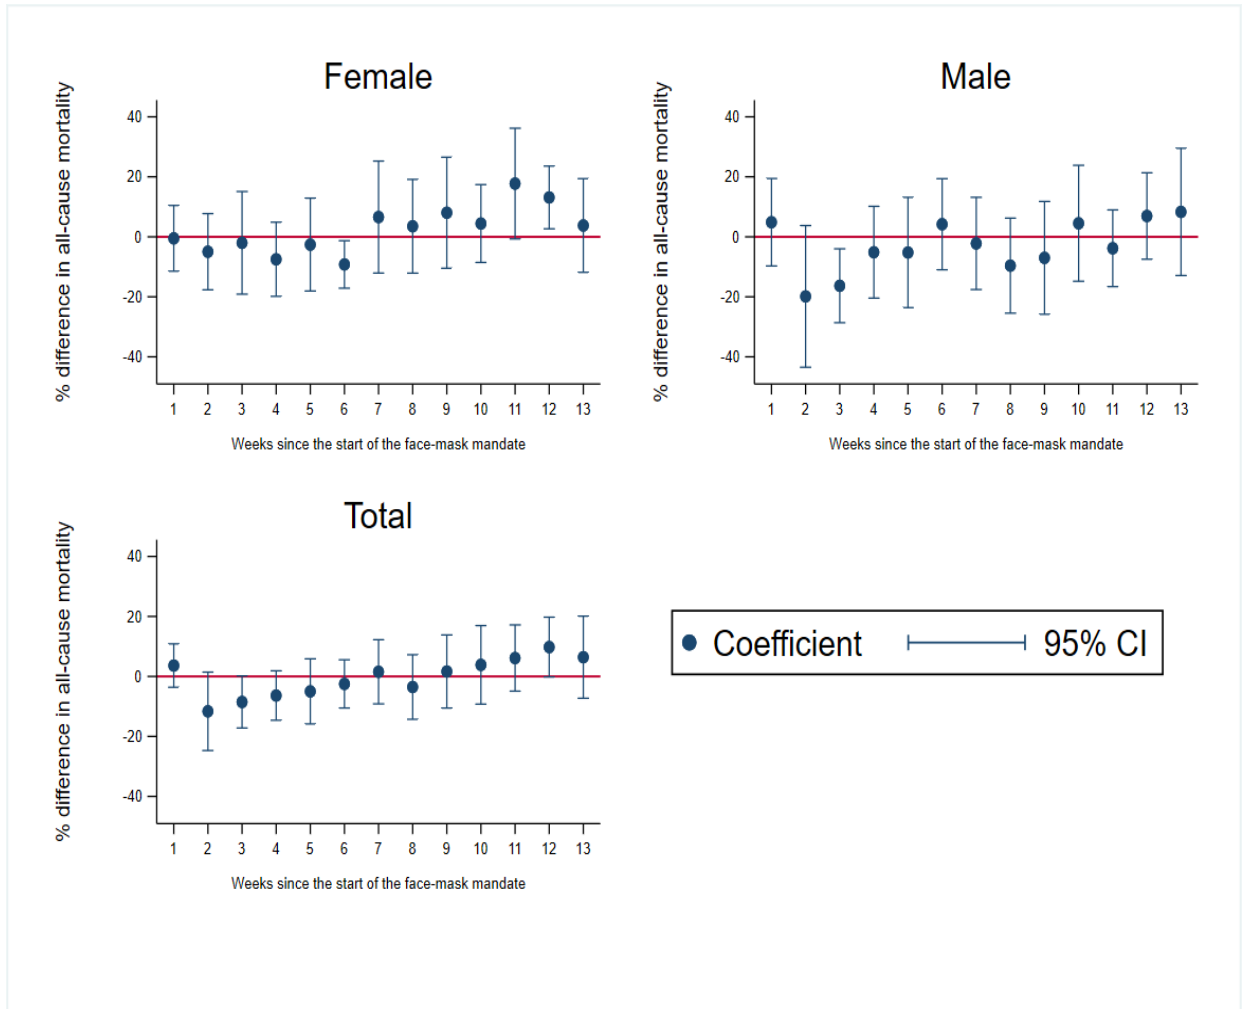 Female
% difference in all-cause mortality
40
20
0
-20
-40
1 2 3 4 5 6 7 8 9 10 11 12 13
Weeks since the start of the face-mask mandate
Male
% difference in all-cause mortality
40
20
0
-20
-40
1 2 3 4 5 6 7 8 9 10 11 12 13
Weeks since the start of the face-mask mandate
Total
% difference in all-cause mortality
40
20
0
-20
-40
1 2 3 4 5 6 7 8 9 10 11 12 13
Weeks since the start of the face-mask mandate
Coefficient 95% CI